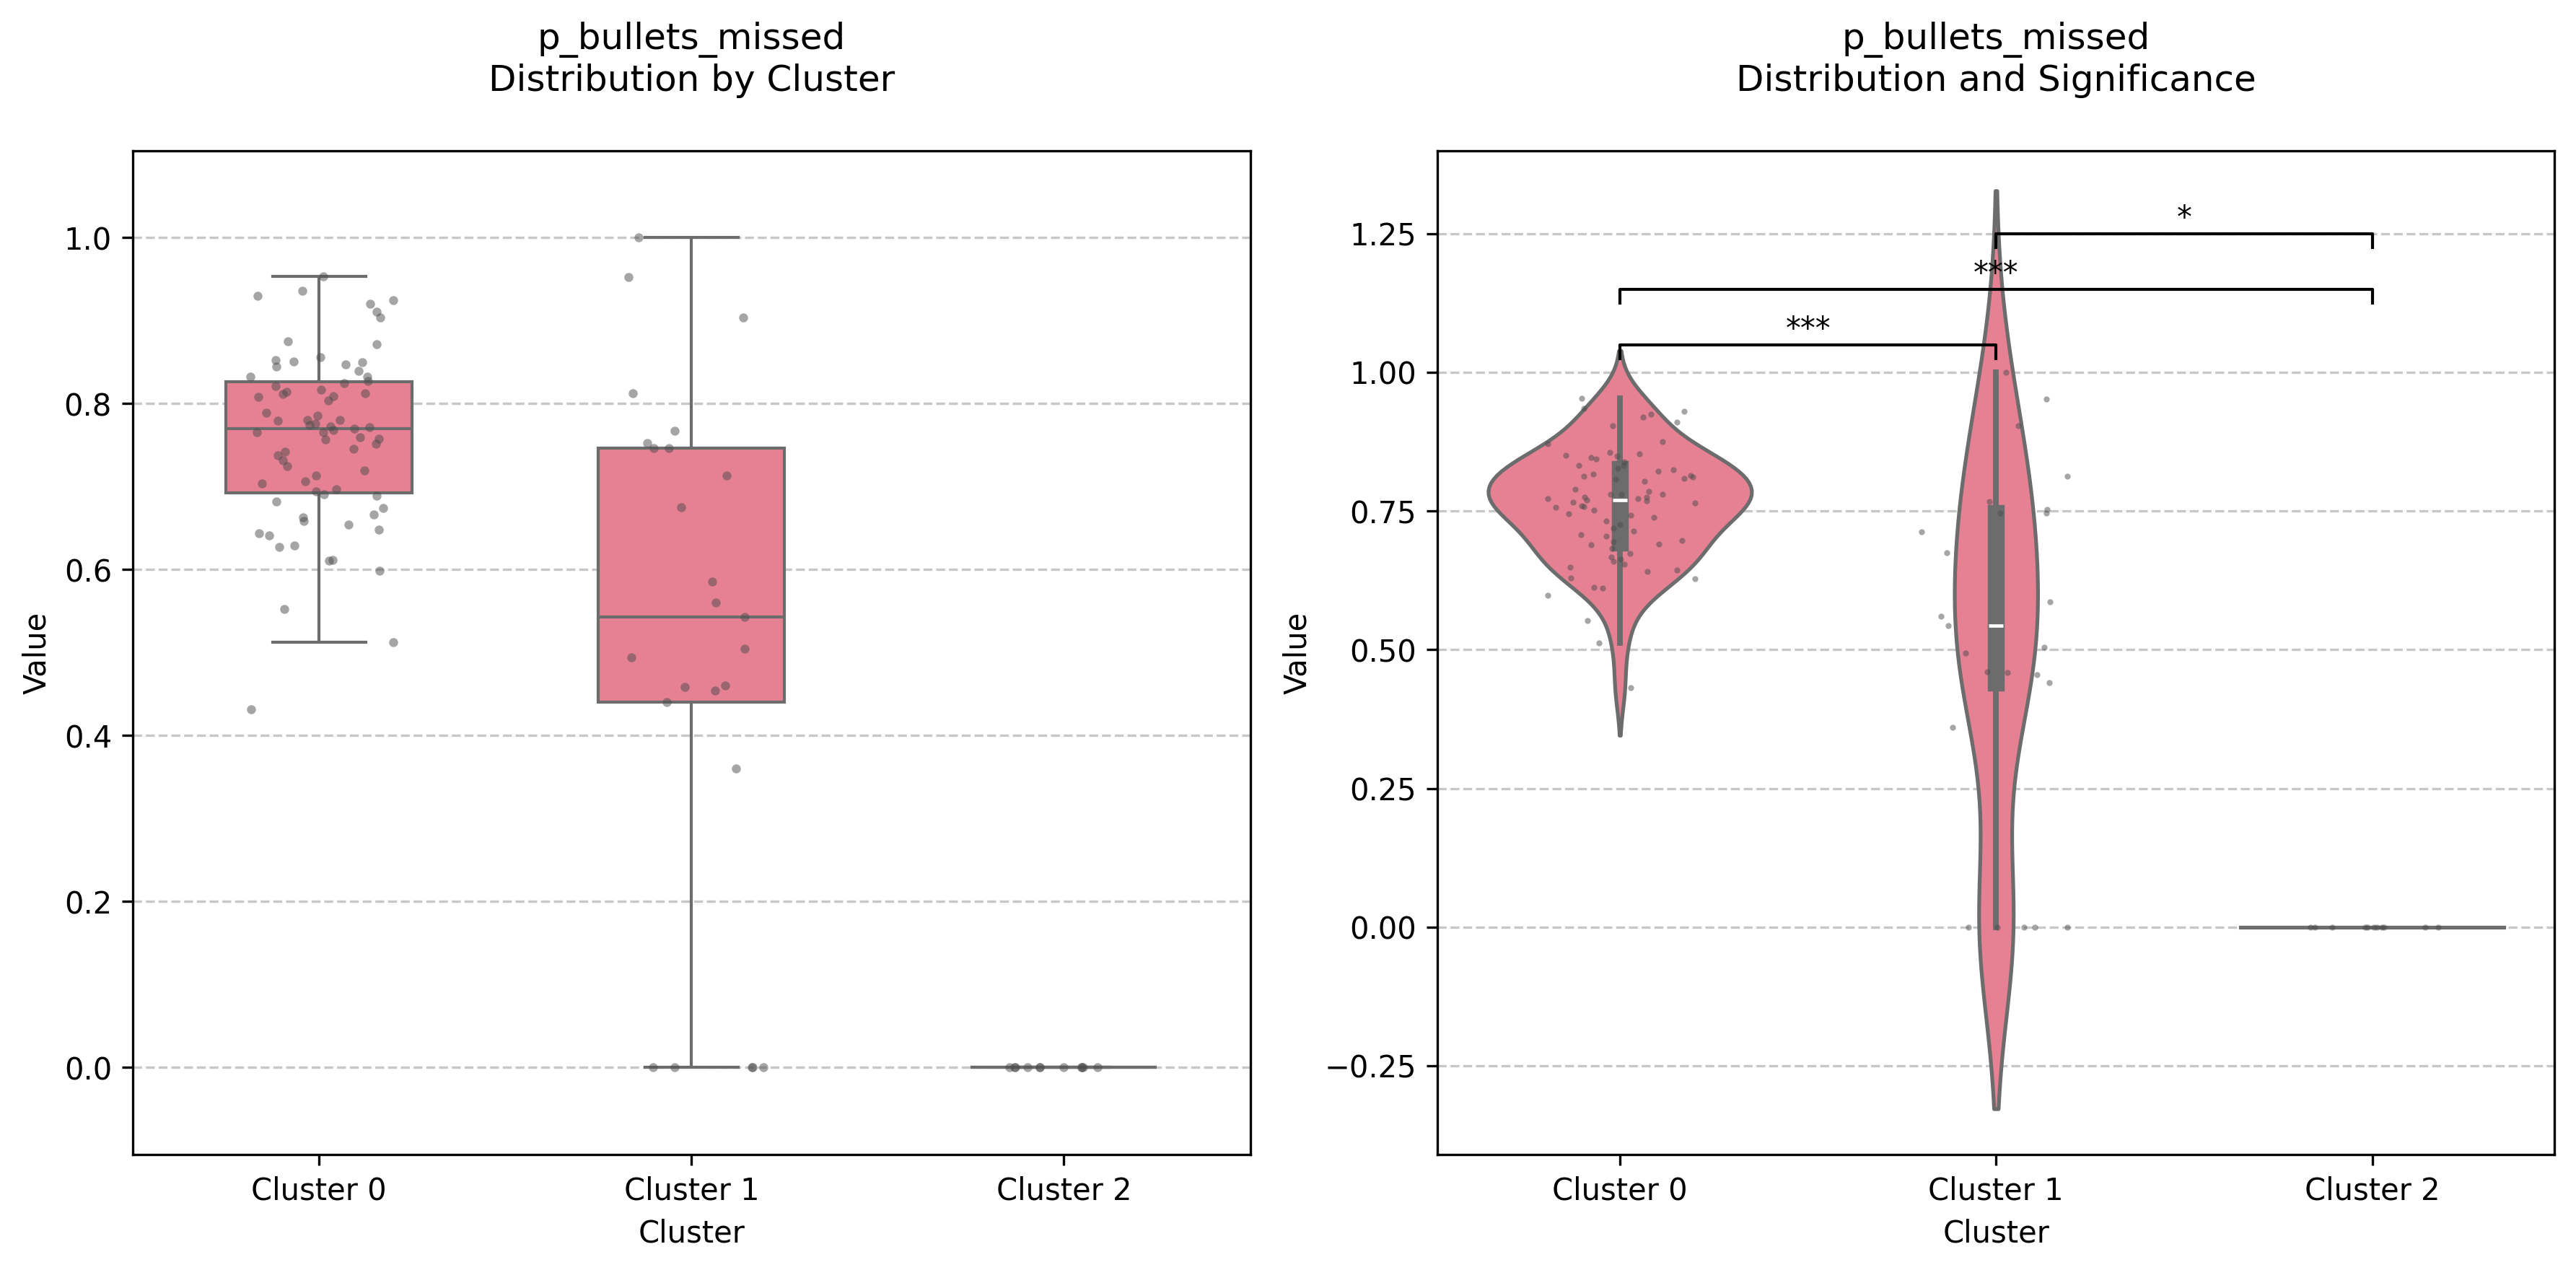 p_bullets_missed
Distribution by Cluster
1.0
0.8
0.6
0.4
0.2
0.0
Value
Cluster 0
Cluster 1
Cluster 2
Cluster
p_bullets_missed
Distribution and Significance
*
***
***
1.25
1.00
0.75
0.50
0.25
0.00
−0.25
Value
Cluster 0
Cluster 1
Cluster 2
Cluster